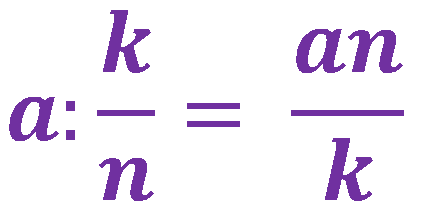 a: k/n = an/k